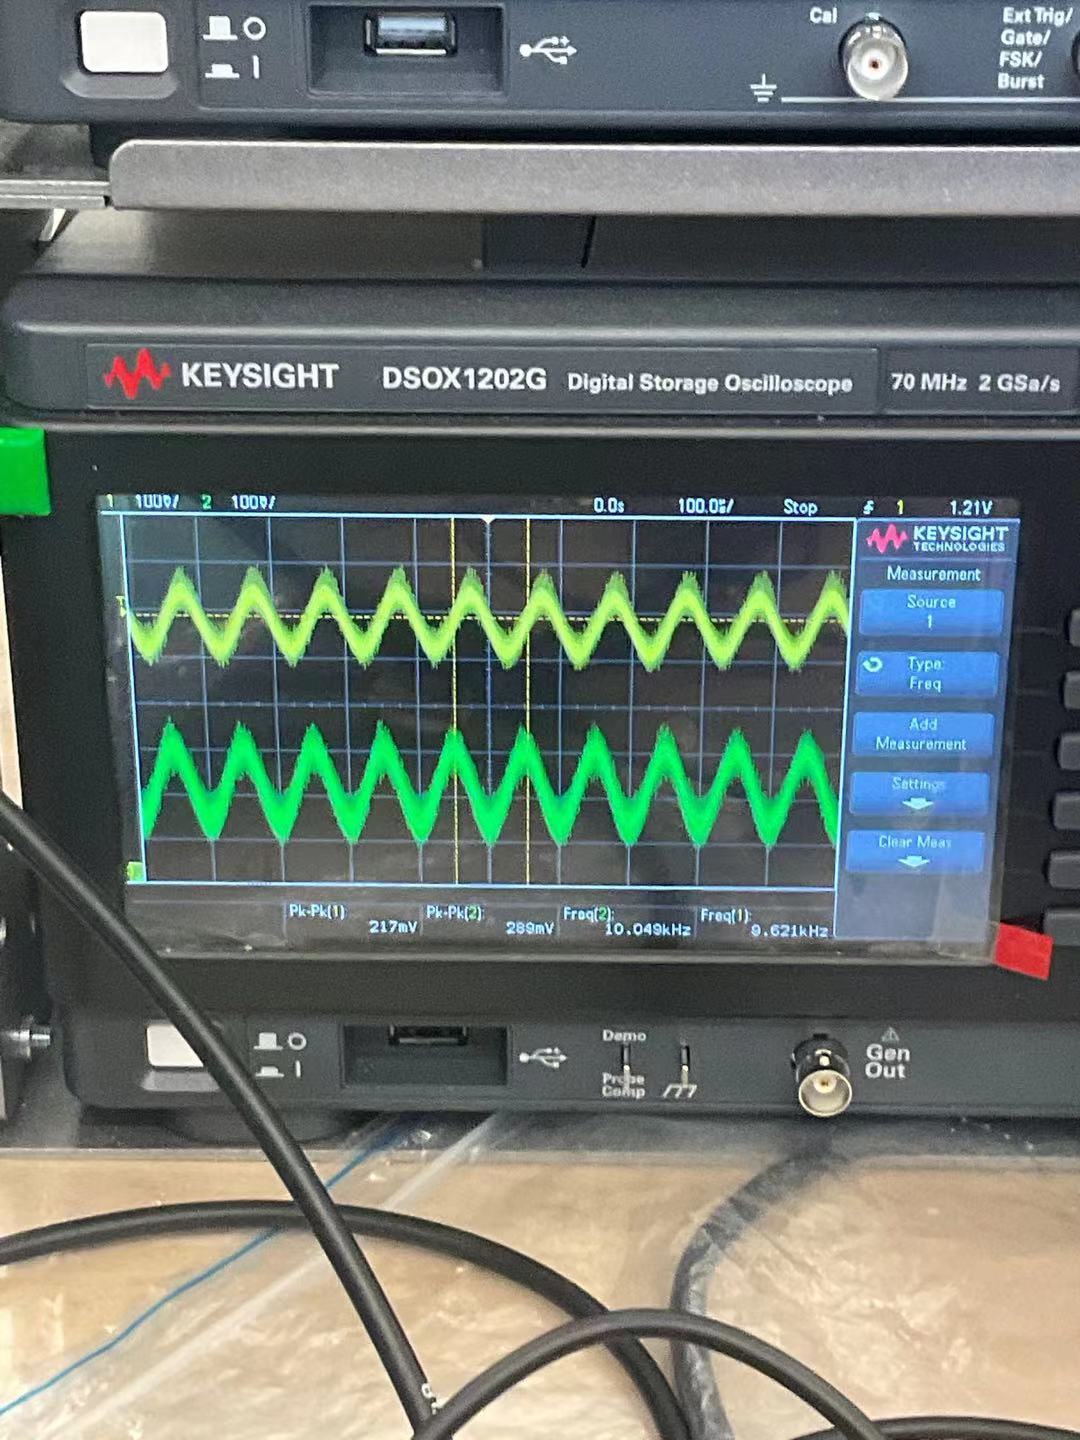 Cal
Ext Trig/
Gate/
FSK/
Burst
KEYSIGHT DSOX1202G Digital Storage Oscilloscope 70 MHz 2 GSa/s
1 2 0.0s Stop 1 1.21V
KEYSIGHT
TECHNOLOGIES
Measurement
Source
1
Type:
Freq
Add
Measurement
Settings
Clear Meas
Pk-Pk(1): Pk-Pk(2): Freq(2): Freq(1):
217mV 289mV 10.049kHz 9.621kHz
Demo
Probe
Comp
Gen
Out